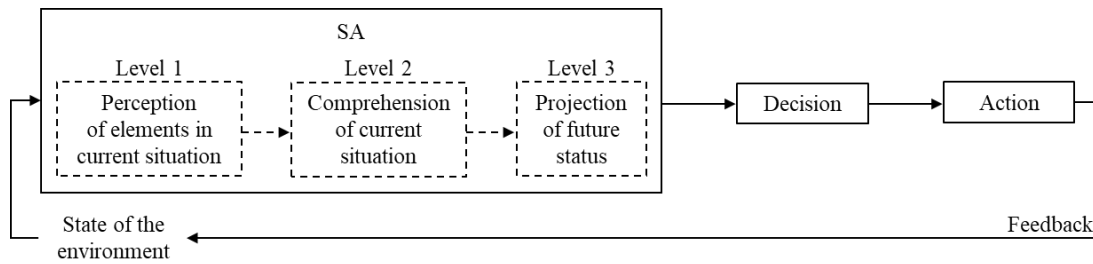 SA
Level 1
Level 2
Level 3
Perception
of elements in
current situation
Comprehension
of current
situation
Projection
of future
status
Decision
Action
State of the
environment
Feedback